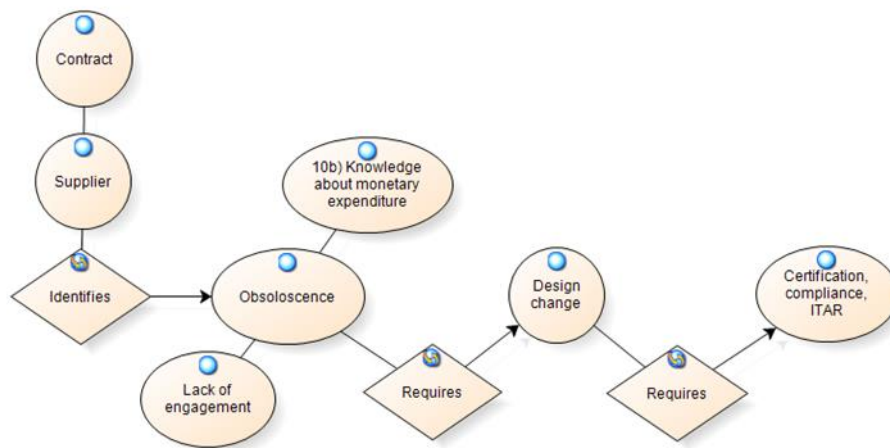 Contract
Supplier
Identifies
10b) Knowledge
about monetary
expenditure
Obsoloscence
Lack of
engagement
Requires
Design
change
Requires
Certification,
compliance,
ITAR